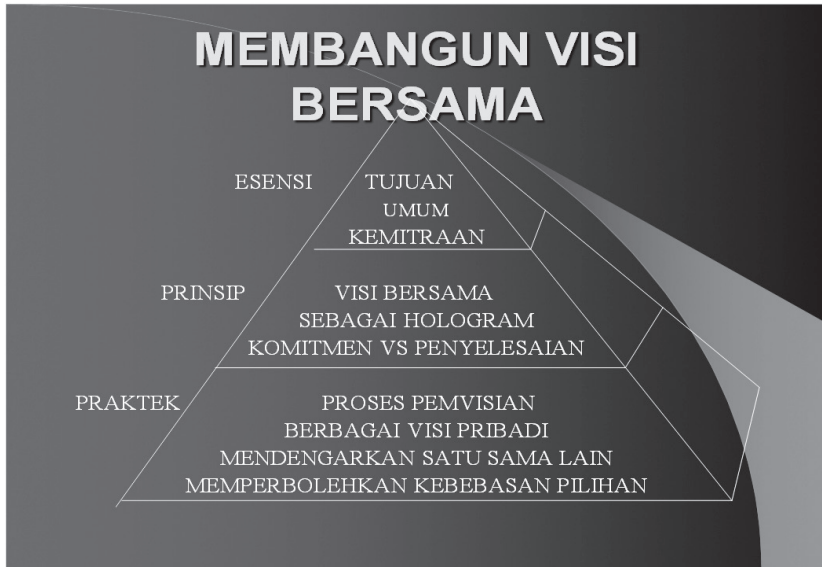 MEMBANGUN VISI
BERSAMA
ESENSI
TUJUAN
UMUM
KEMITRAAN
PRINSIP
VISI BERSAMA
SEBAGAI HOLOGRAM
KOMITMEN VS PENYELESAIAN
PRAKTEK
PROSES PEMVISIAN
BERBAGAI VISI PRIBADI
MENDENGARKAN SATU SAMA LAIN
MEMPERBOLEHKAN KEBEBASAN PILIHAN